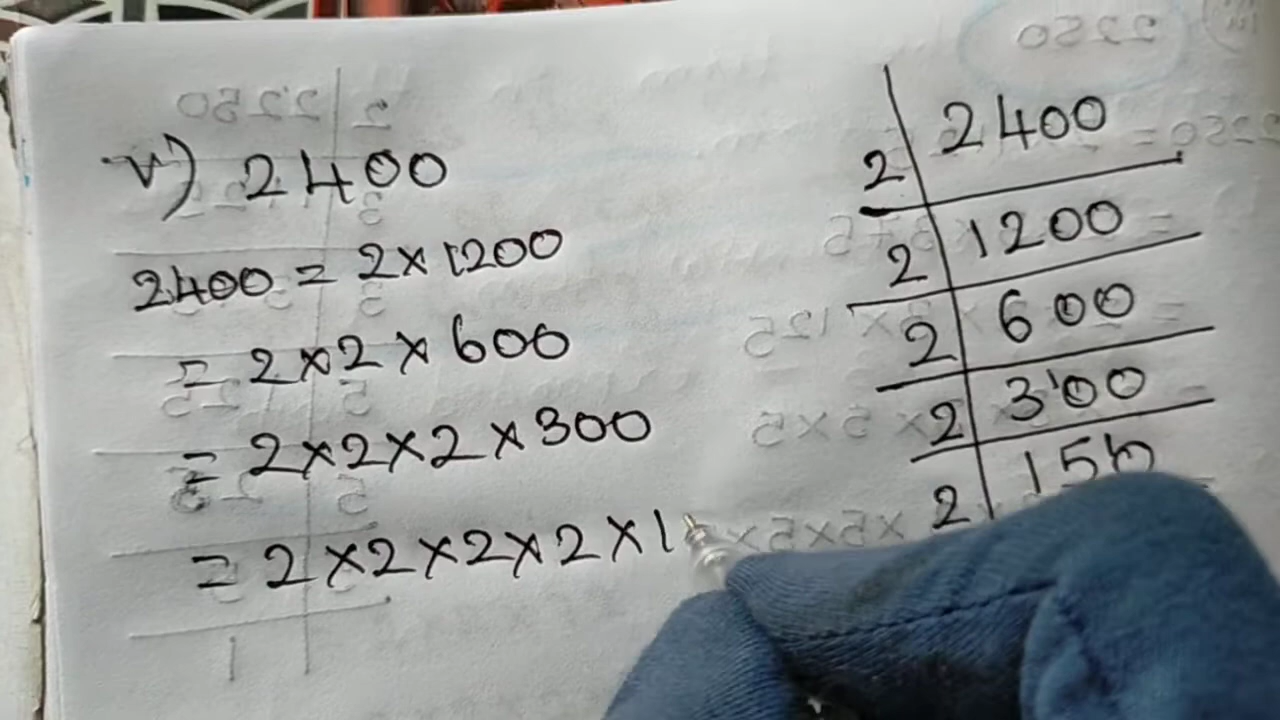 v) 2400
2400 = 2 × 1200
= 2 × 2 × 600
= 2 × 2 × 2 × 300
= 2 × 2 × 2 × 2 × 1
2 | 2400
2 | 1200
2 | 600
2 | 300
2 | 150